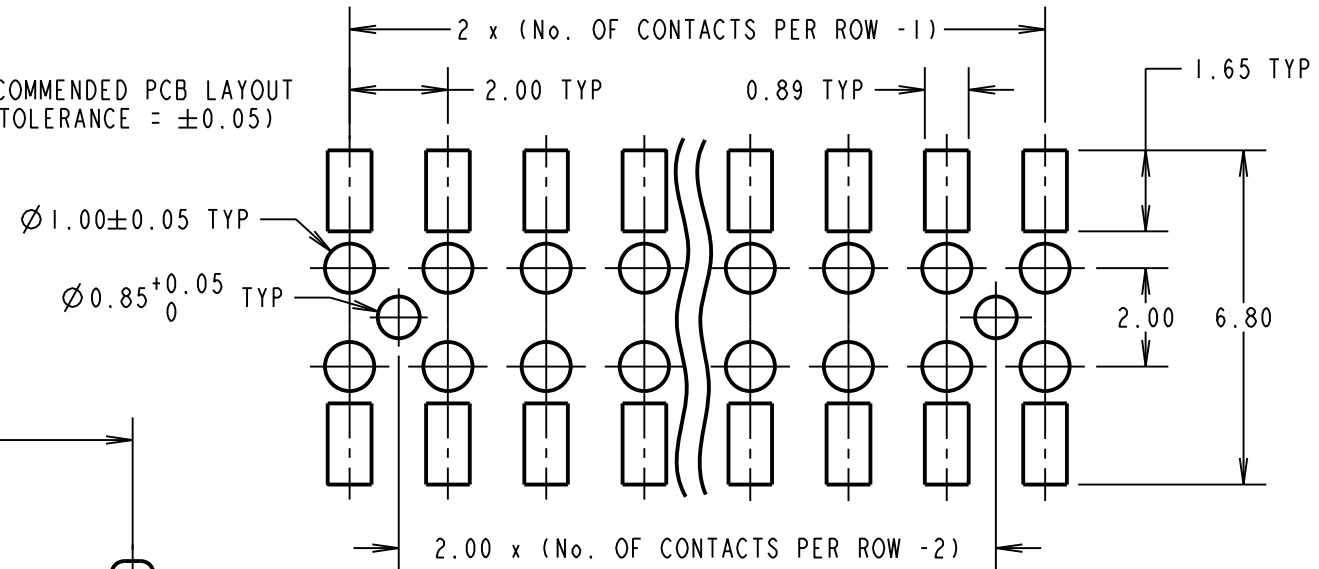 2 x (No. OF CONTACTS PER ROW -1)
COMMENDED PCB LAYOUT
TOLERANCE = ±0.05)
2.00 TYP
0.89 TYP
1.65 TYP
Ø1.00±0.05 TYP
Ø0.85 +0.05 0 TYP
2.00
6.80
2.00 x (No. OF CONTACTS PER ROW -2)